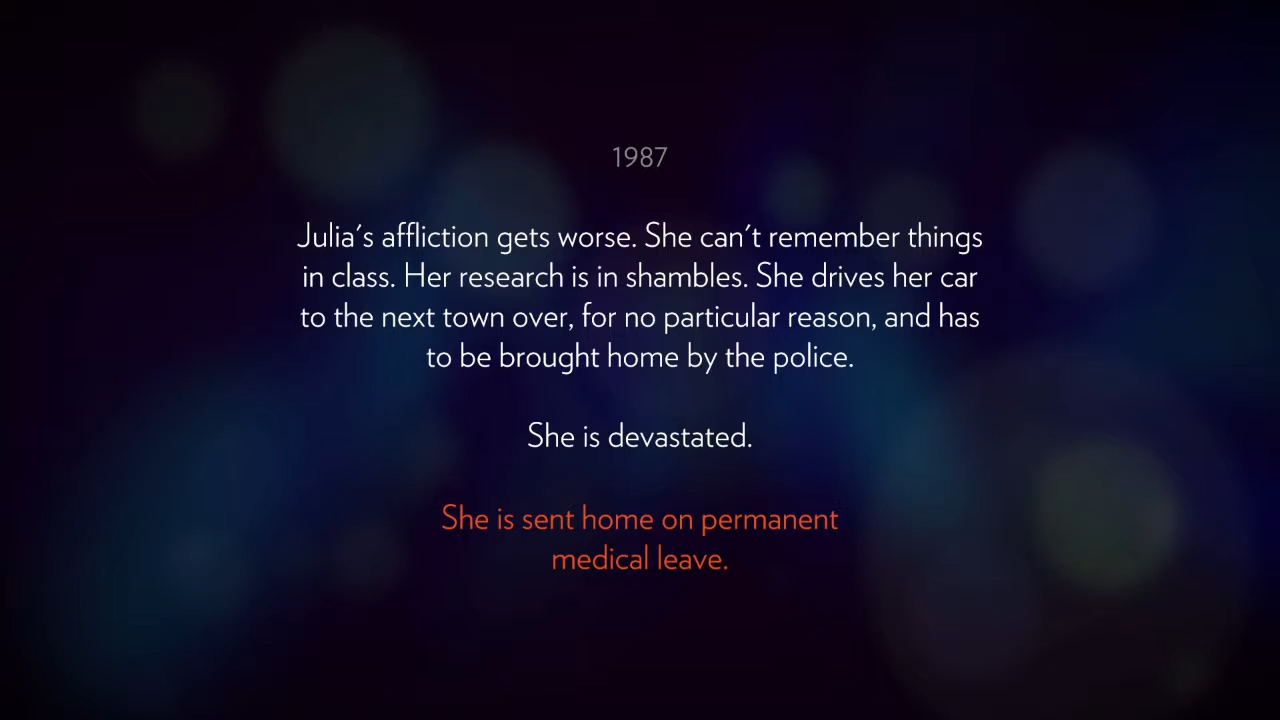 1987
Julia's affliction gets worse. She can't remember things
in class. Her research is in shambles. She drives her car
to the next town over, for no particular reason, and has
to be brought home by the police.
She is devastated.
She is sent home on permanent
medical leave.